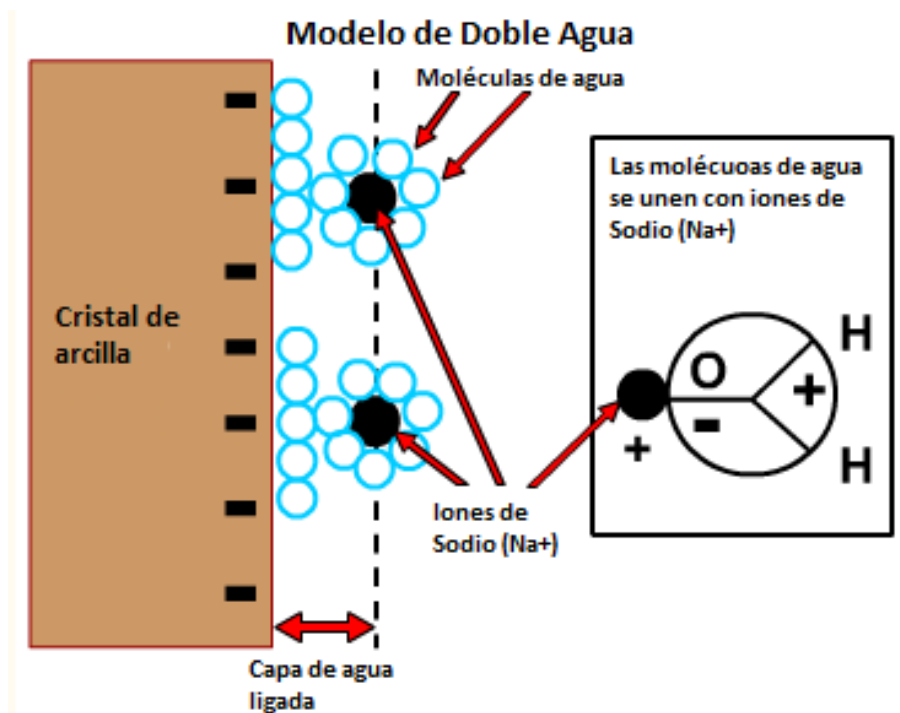 Modelo de Doble Agua
Moléculas de agua
Las molécuoas de agua
se unen con iones de
Sodio (Na+)
Cristal de
arcilla
H
O
+
-
+
H
Iones de
Sodio (Na+)
Capa de agua
ligada